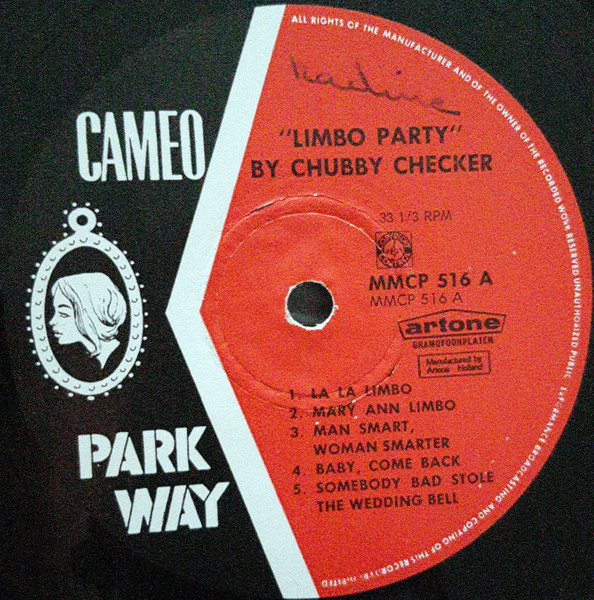 ALL RIGHTS OF THE MANUFACTURER AND OF THE OWNER OF THE RECORDED WORK RESERVED UNAUTHORIZED PUBLIC PERFORMANCE BROADCASTING AND COPYING OF THIS RECORD PROHIBITED
CAMEO
PARK
WAY
Nadine
"LIMBO PARTY"
BY CHUBBY CHECKER
33 1/3 RPM
MMCP 516 A
MMCP 516 A
artone
GRAMOFOONPLATEN
Manufactured by
Artone Holland
1. LA LA LIMBO
2. MARY ANN LIMBO
3. MAN SMART,
WOMAN SMARTER
4. BABY, COME BACK
5. SOMEBODY BAD STOLE
THE WEDDING BELL